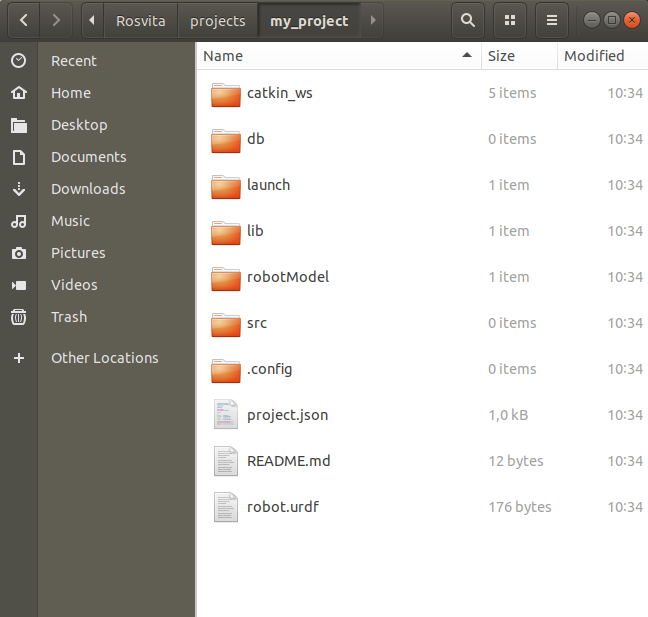 Rosvita projects my_project
Name Size Modified
Recent
Home
Desktop
Documents
Downloads
Music
Pictures
Videos
Trash
Other Locations
catkin_ws 5 items 10:34
db 0 items 10:34
launch 1 item 10:34
lib 1 item 10:34
robotModel 1 item 10:34
src 0 items 10:34
.config 0 items 10:34
project.json 1,0 kB 10:34
README.md 12 bytes 10:34
robot.urdf 176 bytes 10:34